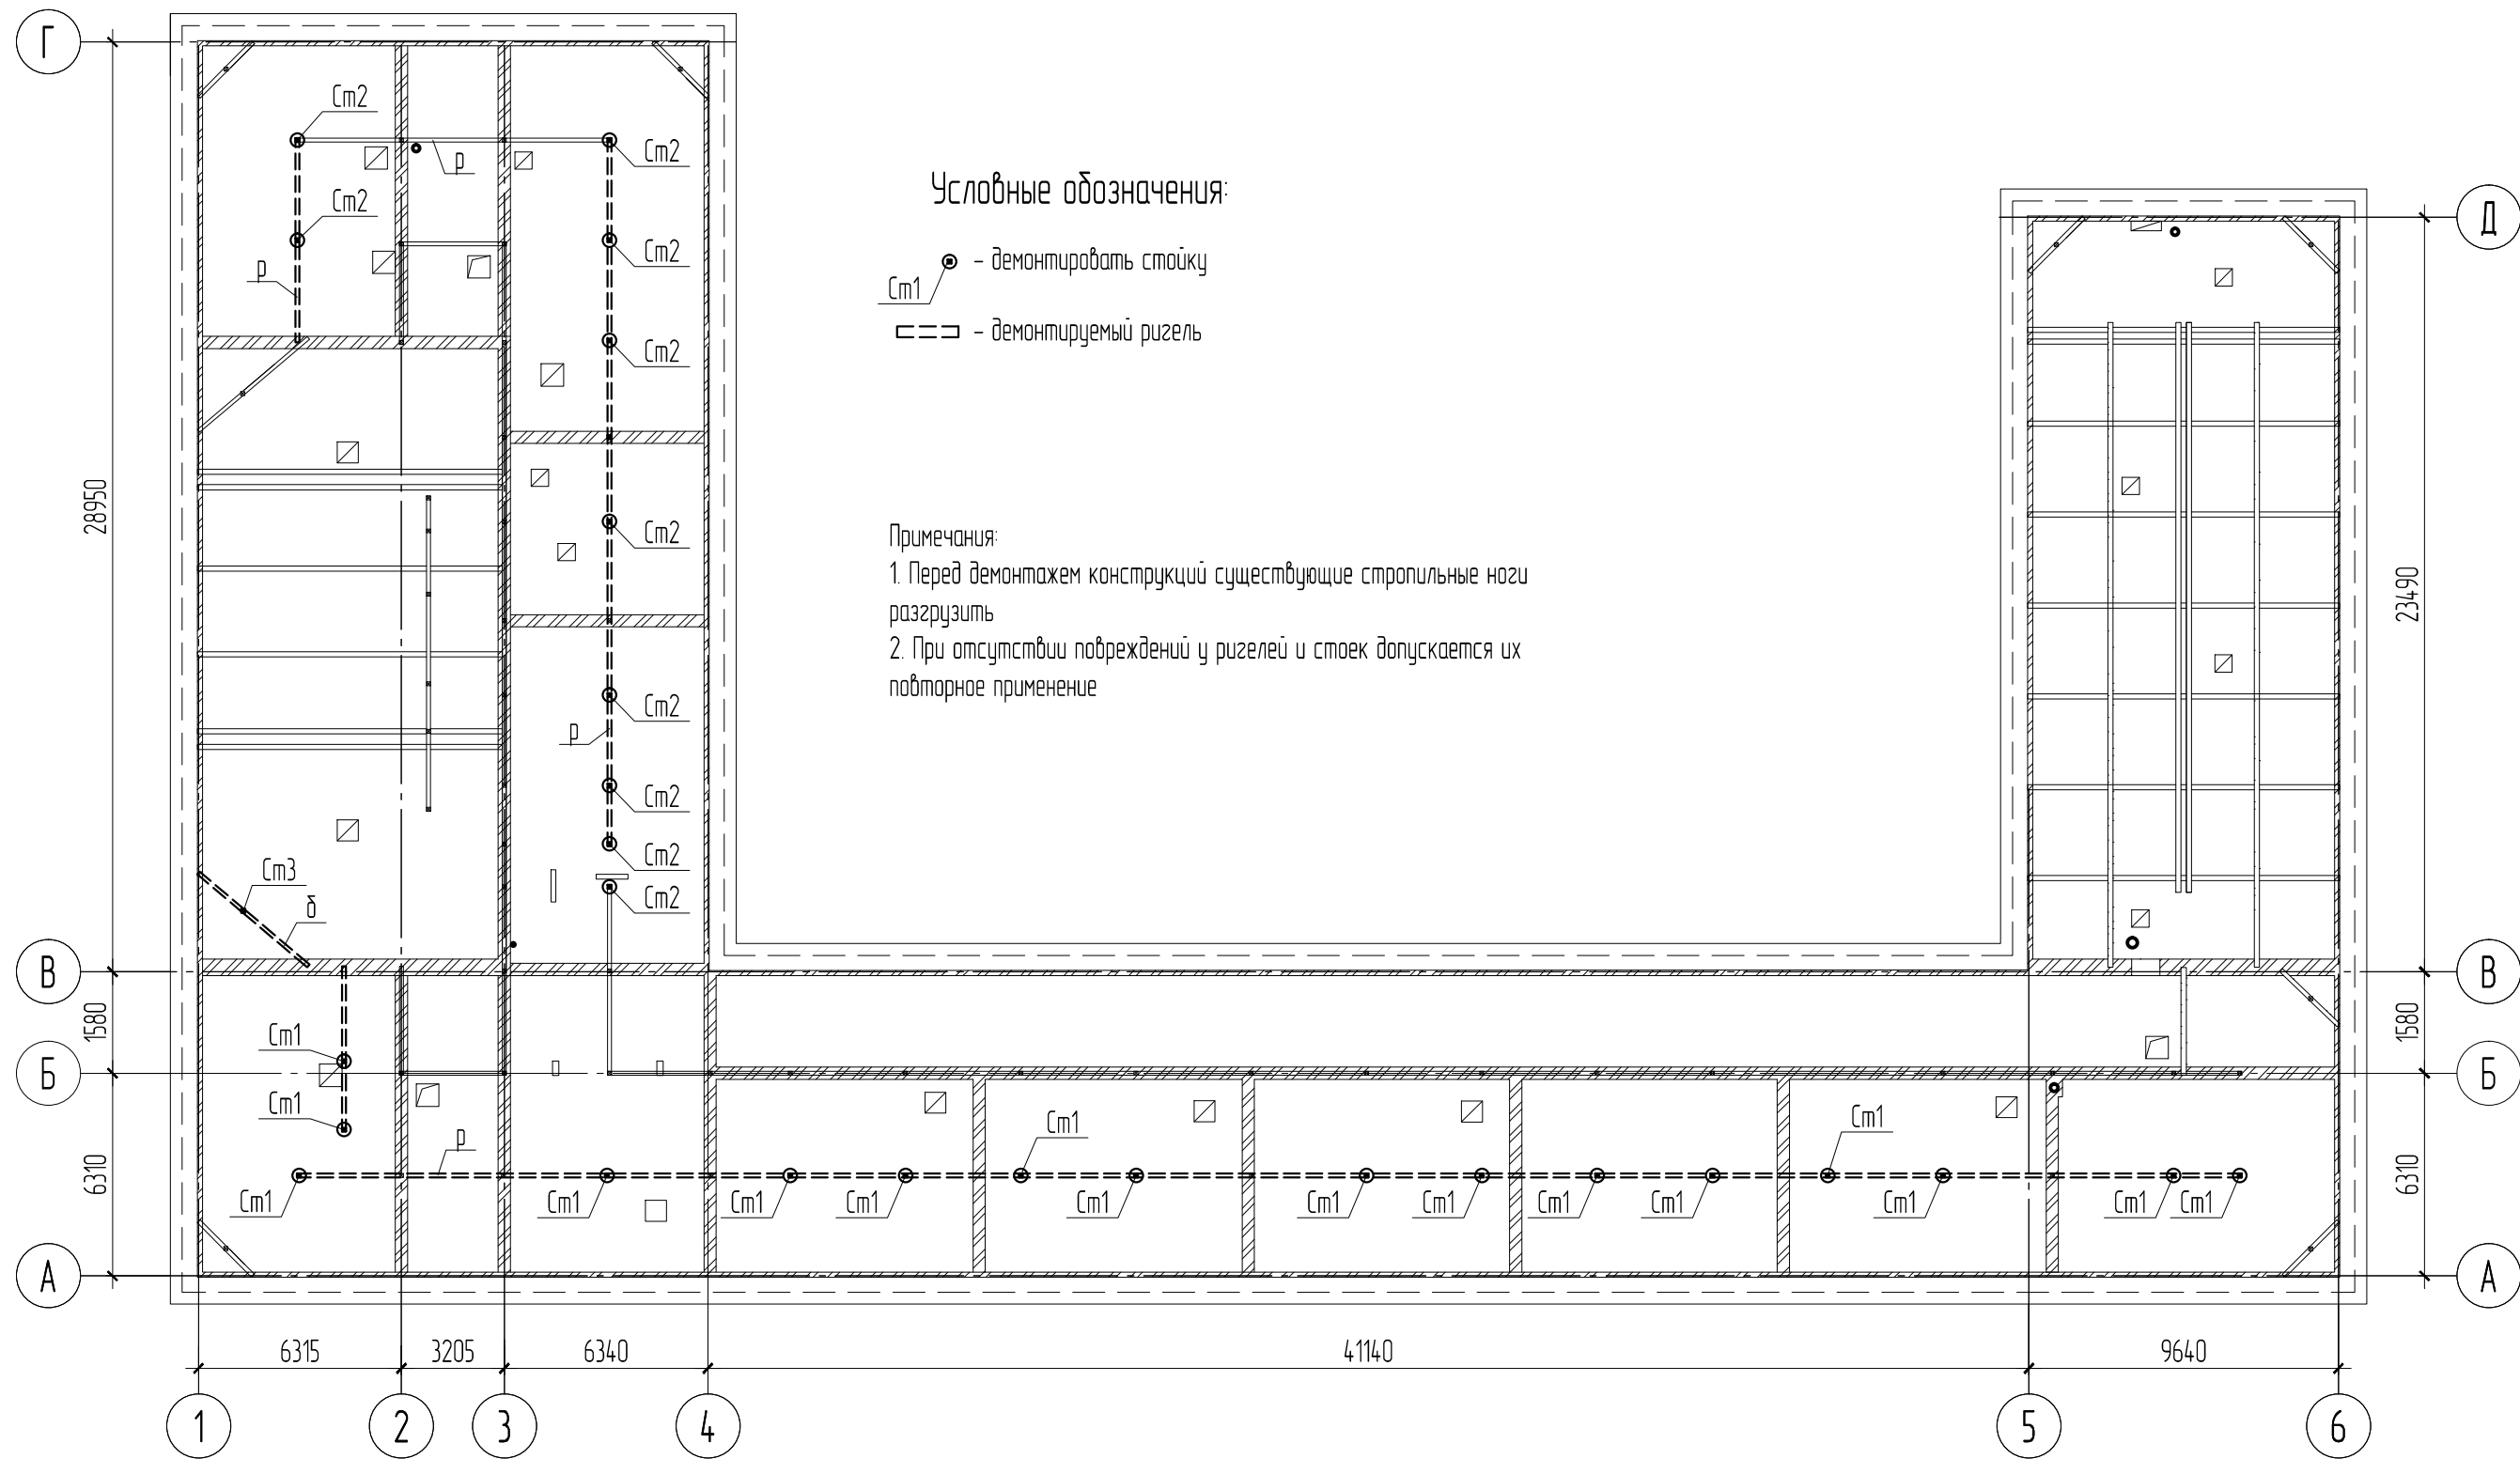 Г
Ст2
Ст2
р
Ст2
р
Условные обозначения:
Ст2
– демонтировать стойку
Ст1
– демонтируемый ригель
Ст2
Д
28950
Ст2
Примечания:
1. Перед демонтажем конструкций существующие стропильные ноги
разгрузить
2. При отсутствии повреждений у ригелей и стоек допускается их
повторное применение
23490
Ст2
р
Ст2
Ст2
Ст2
Ст3
б
В
В
1580
1580
Ст1
Б
Б
Ст1
р
Ст1
Ст1
6310
6310
Ст1
Ст1
Ст1
Ст1
Ст1
Ст1
Ст1
Ст1
Ст1
Ст1
Ст1
Ст1
А
А
6315
3205
6340
41140
9640
1
2
3
4
5
6